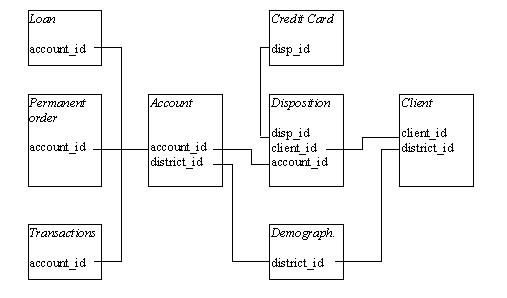 Loan
account_id
Credit Card
disp_id
Permanent
order
account_id
Account
account_id
district_id
Disposition
disp_id
client_id
account_id
Client
client_id
district_id
Transactions
account_id
Demograph.
district_id